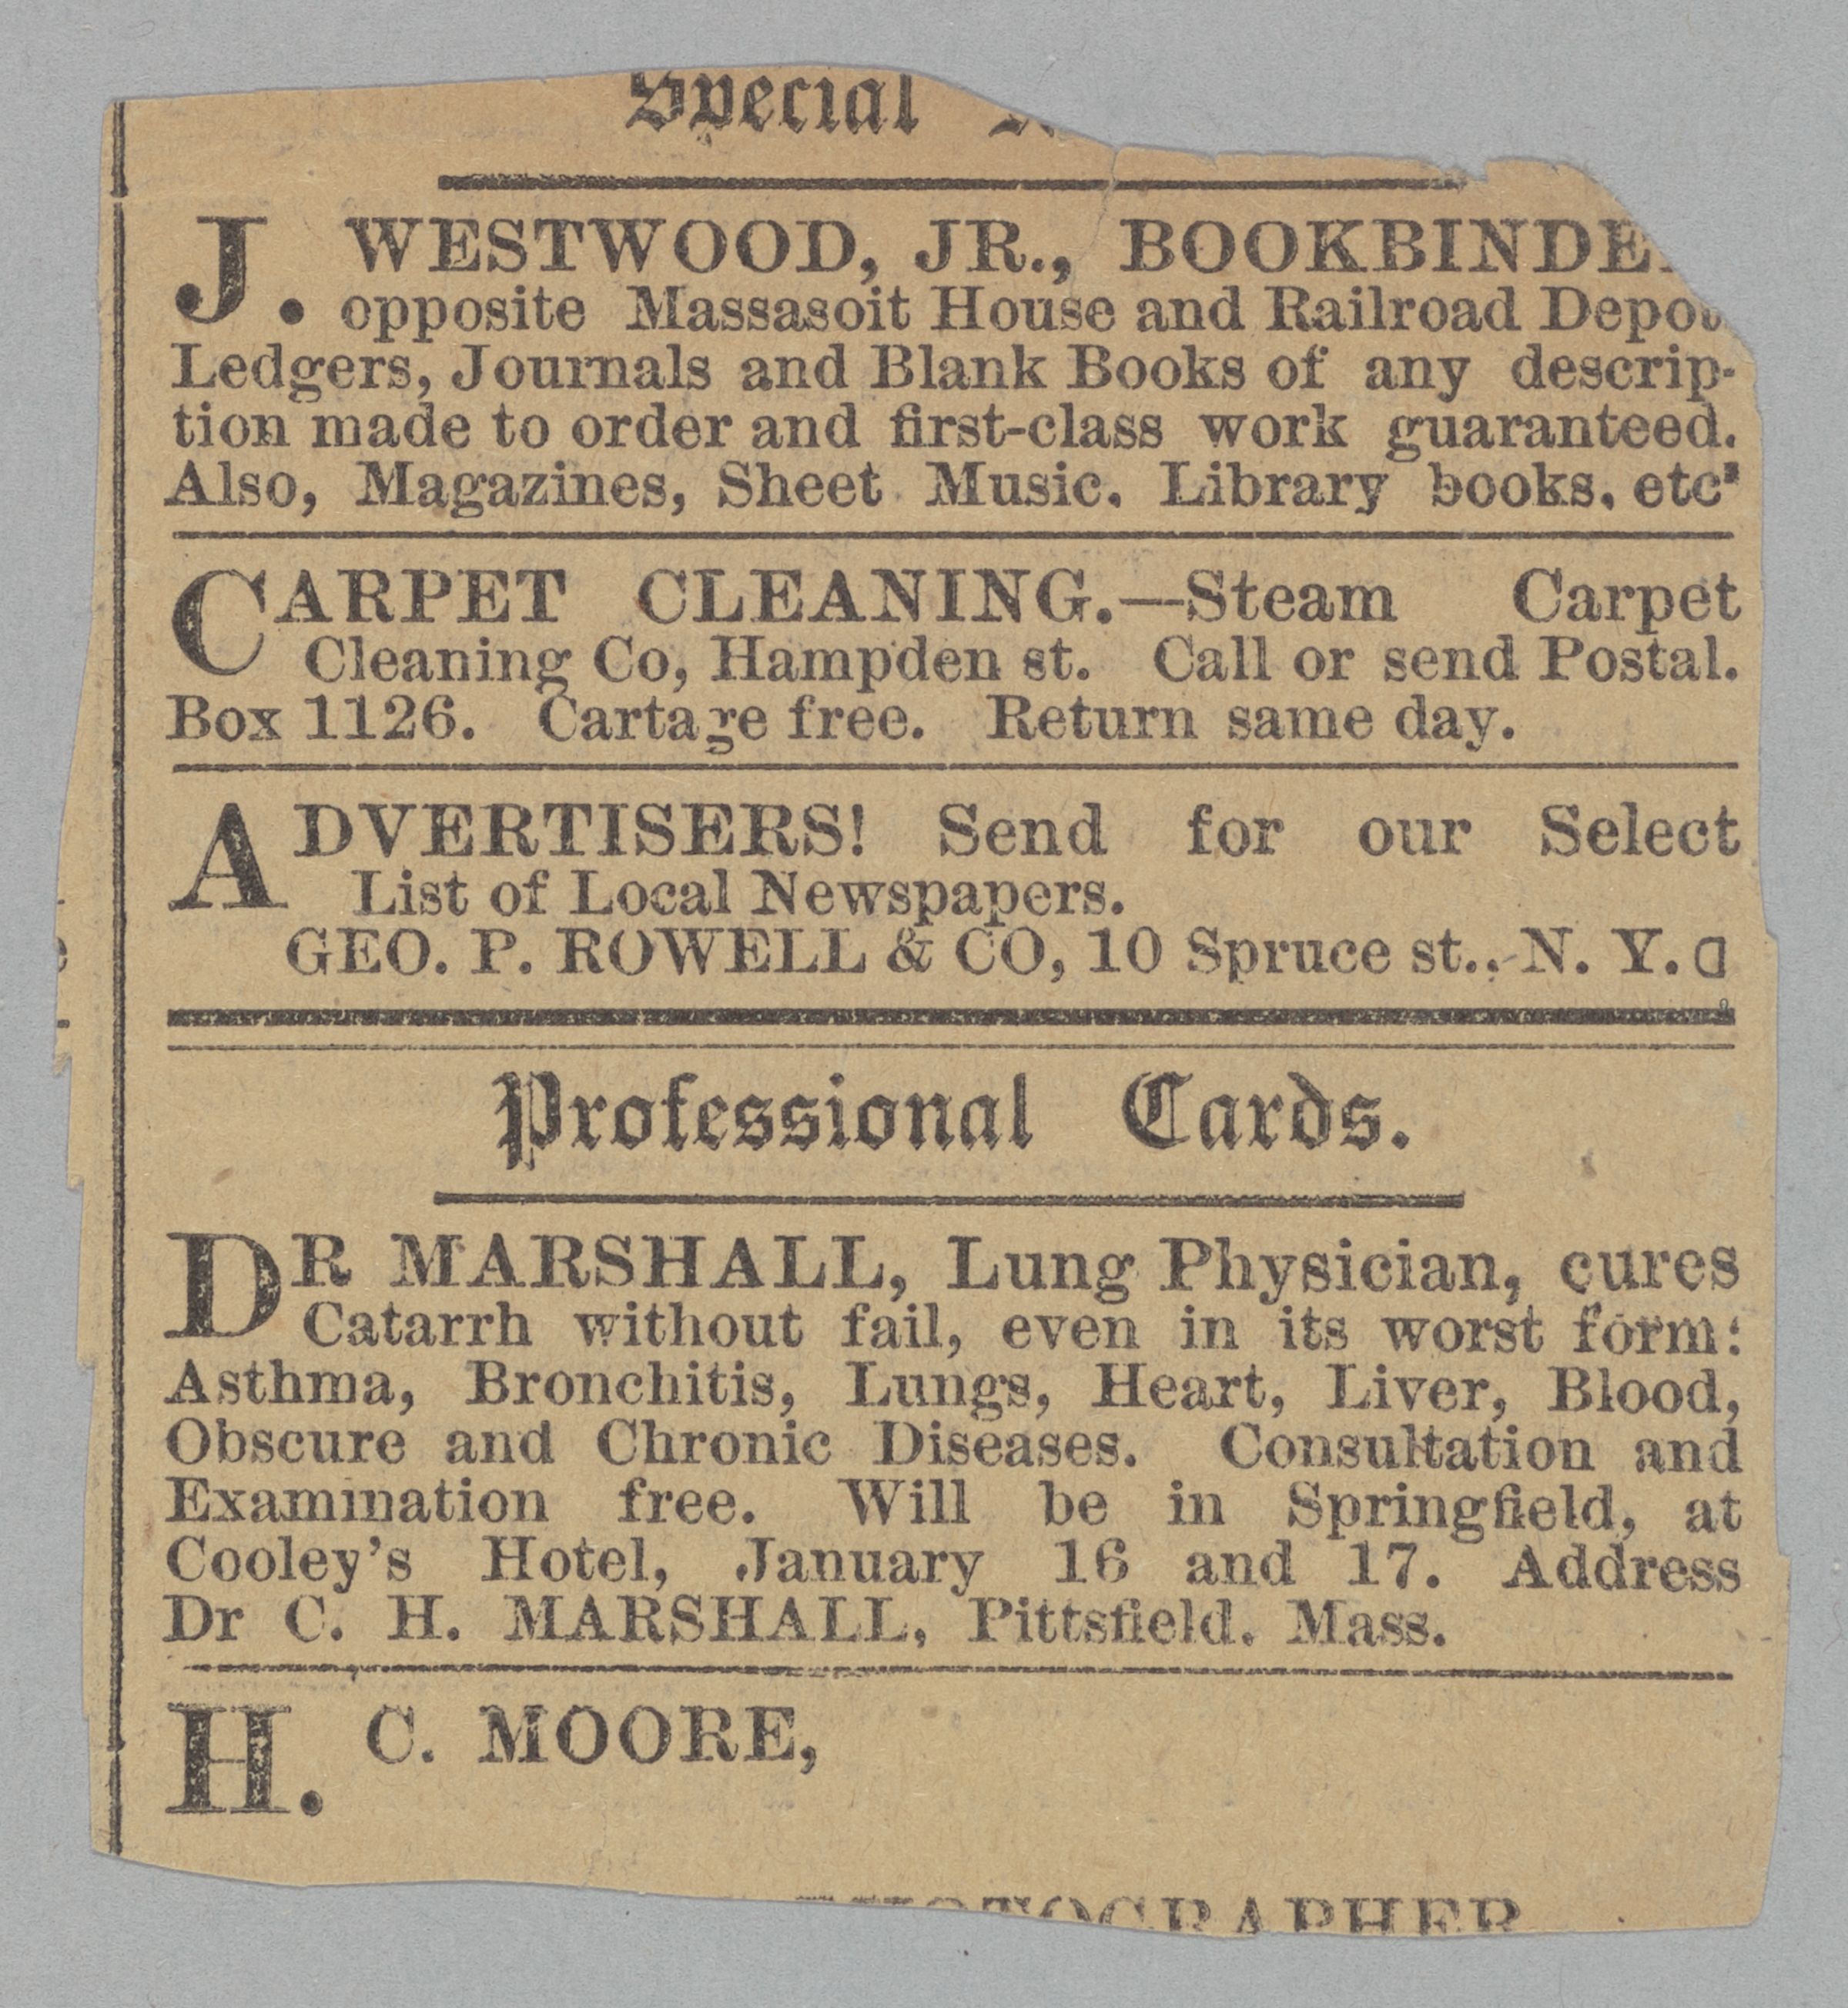 Special
J. WESTWOOD, JR., BOOKBINDE
opposite Massasoit House and Railroad Depot
Ledgers, Journals and Blank Books of any descrip-
tion made to order and first-class work guaranteed.
Also, Magazines, Sheet Music. Library books. etc
CARPET CLEANING.—Steam Carpet
Cleaning Co, Hampden st. Call or send Postal.
Box 1126. Cartage free. Return same day.
ADVERTISERS! Send for our Select
List of Local Newspapers.
GEO. P. ROWELL & CO, 10 Spruce st., N. Y.
Professional Cards.
DR MARSHALL, Lung Physician, cures
Catarrh without fail, even in its worst form:
Asthma, Bronchitis, Lungs, Heart, Liver, Blood,
Obscure and Chronic Diseases. Consultation and
Examination free. Will be in Springfield, at
Cooley's Hotel, January 16 and 17. Address
Dr C. H. MARSHALL, Pittsfield. Mass.
H. C. MOORE,